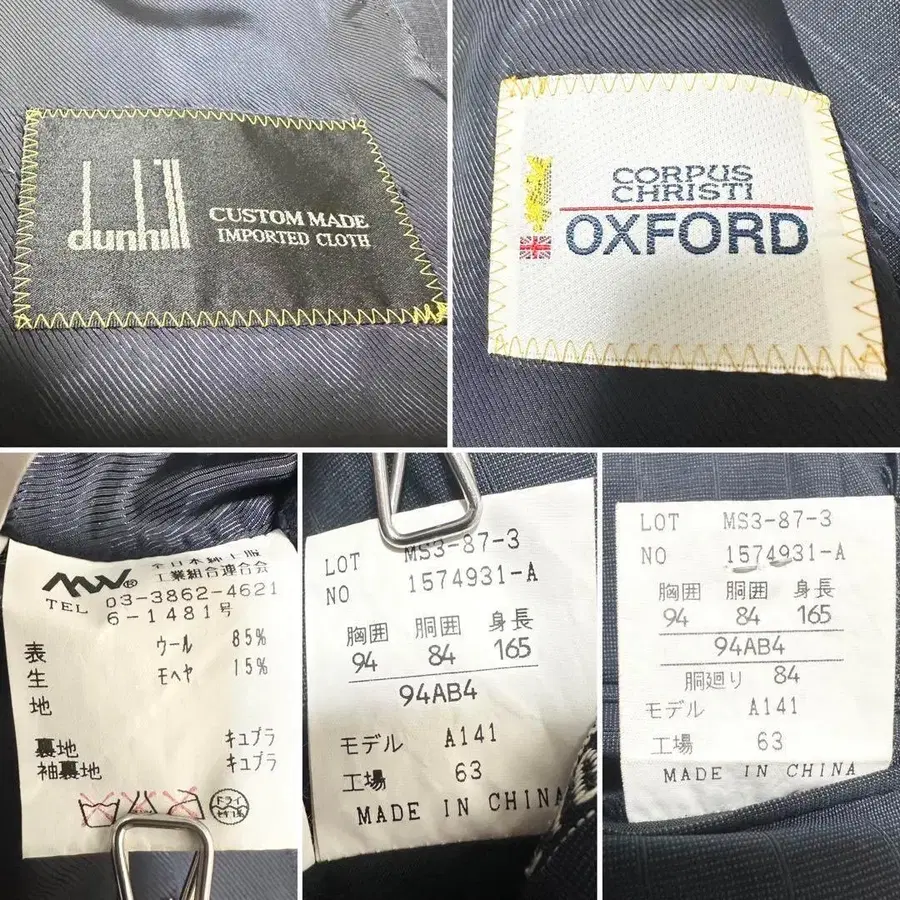 dunhill
CUSTOM MADE
IMPORTED CLOTH
CORPUS
CHRISTI
OXFORD
MW® 全日本紳士服
工業組合連合会
TEL 03-3862-4621
6-1481号
表生地
ウール 85%
モヘヤ 15%
裏地 キュプラ
袖裏地 キュプラ
ドライ
LOT MS3-87-3
NO 1574931-A
胸囲 胴囲 身長
94 84 165
94AB4
モデル A141
工場 63
MADE IN CHINA
LOT MS3-87-3
NO 1574931-A
胸囲 胴囲 身長
94 84 165
94AB4
胴廻り 84
モデル A141
工場 63
MADE IN CHINA